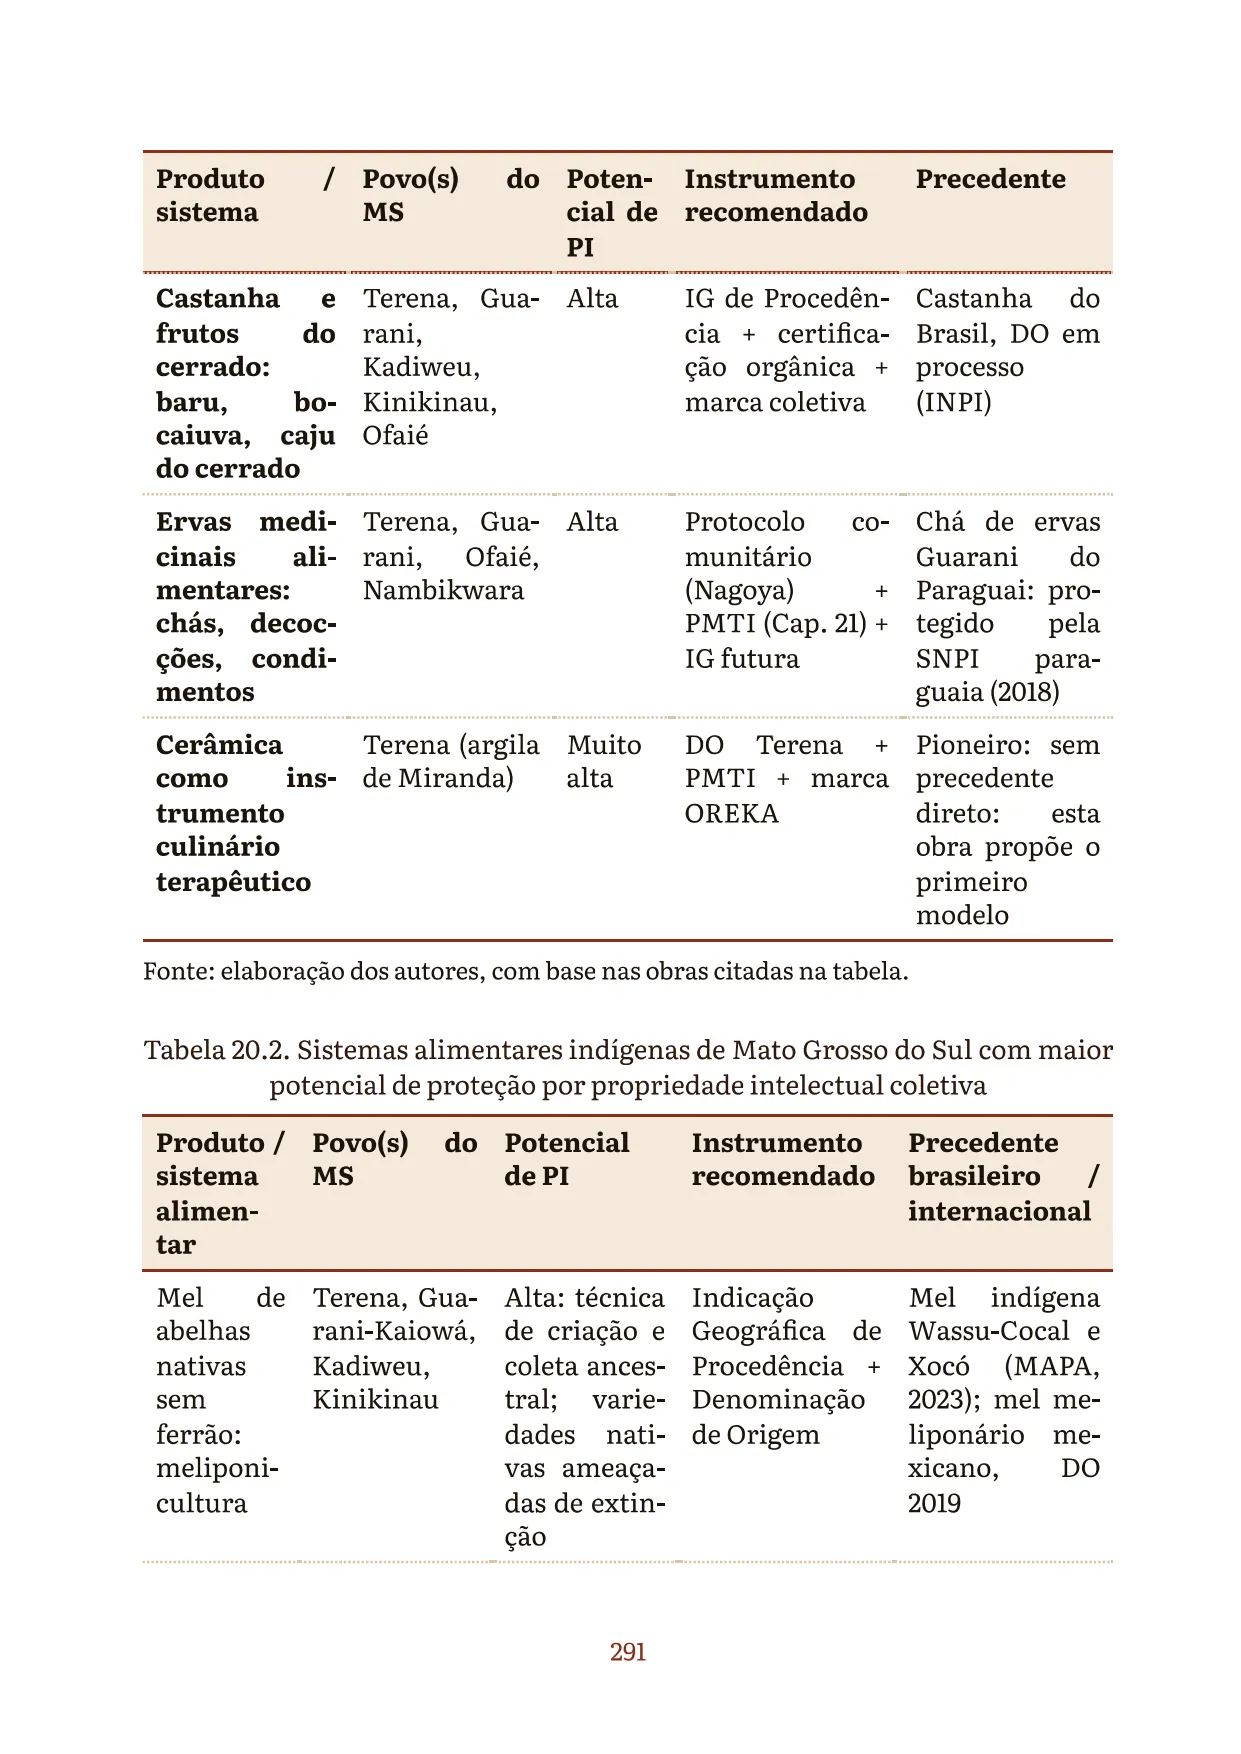 Produto / sistema | Povo(s) do MS | Poten-cial de PI | Instrumento recomendado | Precedente
Castanha e frutos do cerrado: baru, bo-caiuva, caju do cerrado | Terena, Gua-rani, Kadiweu, Kinikinau, Ofaié | Alta | IG de Procedên-cia + certifica-ção orgânica + marca coletiva | Castanha do Brasil, DO em processo (INPI)
Ervas medi-cinais ali-mentares: chás, decoc-ções, condi-mentos | Terena, Gua-rani, Ofaié, Nambikwara | Alta | Protocolo co-munitário (Nagoya) + PMTI (Cap. 21) + IG futura | Chá de ervas Guarani do Paraguai: pro-tegido pela SNPI para-guaia (2018)
Cerâmica como ins-trumento culinário terapêutico | Terena (argila de Miranda) | Muito alta | DO Terena + PMTI + marca OREKA | Pioneiro: sem precedente direto: esta obra propõe o primeiro modelo
Fonte: elaboração dos autores, com base nas obras citadas na tabela.
Tabela 20.2. Sistemas alimentares indígenas de Mato Grosso do Sul com maior
potencial de proteção por propriedade intelectual coletiva
Produto / sistema alimen-tar | Povo(s) do MS | Potencial de PI | Instrumento recomendado | Precedente brasileiro / internacional
Mel de abelhas nativas sem ferrão: meliponi-cultura | Terena, Gua-rani-Kaiowá, Kadiweu, Kinikinau | Alta: técnica de criação e coleta ances-tral; varie-dades nati-vas ameaça-das de extin-ção | Indicação Geográfica de Procedência + Denominação de Origem | Mel indígena Wassu-Cocal e Xocó (MAPA, 2023); mel me-liponário me-xicano, DO 2019
291